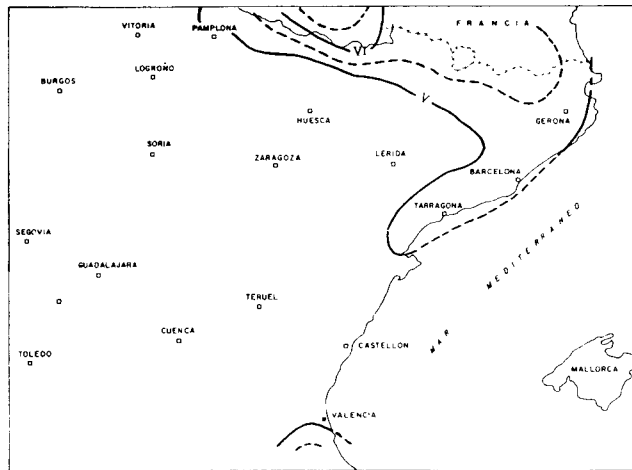 VITORIA
PAMPLONA
FRANCIA
VI
LOGROÑO
BURGOS
V
HUESCA
GERONA
SORIA
ZARAGOZA
LERIDA
BARCELONA
TARRAGONA
SEGOVIA
GUADALAJARA
MAR MEDITERRANEO
TERUEL
CUENCA
CASTELLON
TOLEDO
MALLORCA
VALENCIA